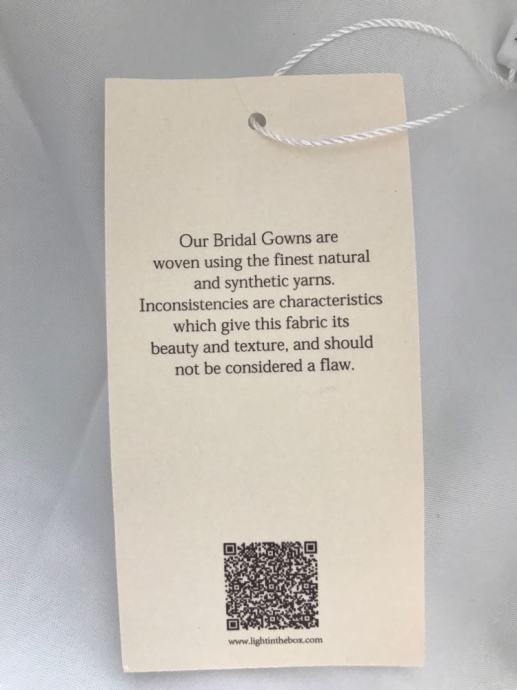 Our Bridal Gowns are
woven using the finest natural
and synthetic yarns.
Inconsistencies are characteristics
which give this fabric its
beauty and texture, and should
not be considered a flaw.
www.lightinthebox.com